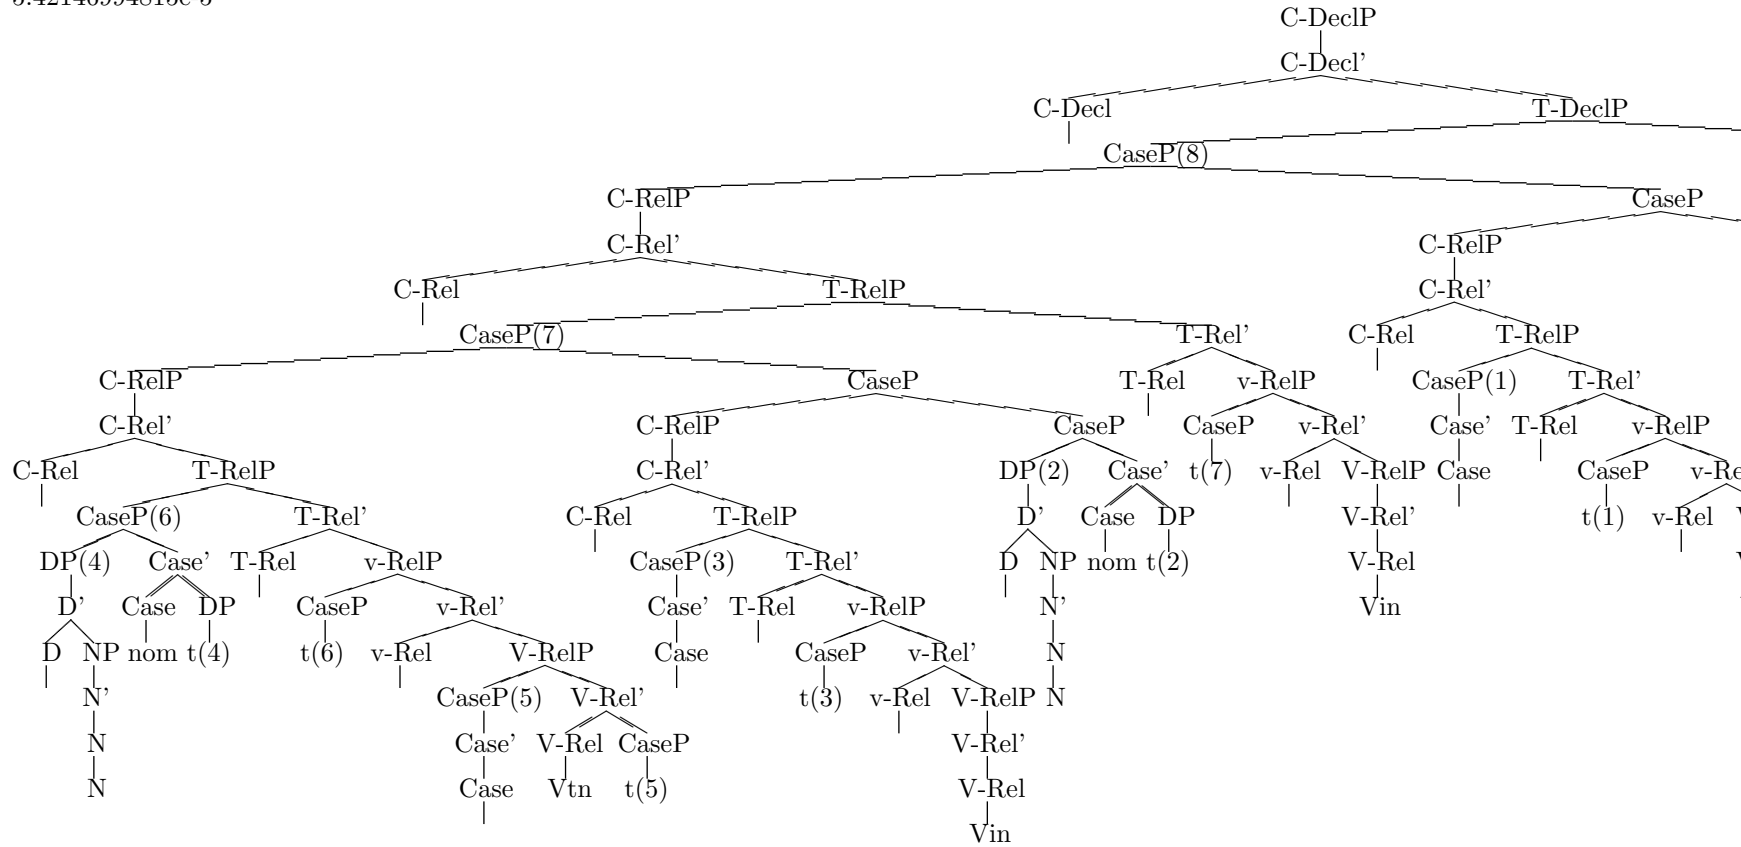 C-DeclP
C-Decl'
C-Decl T-DeclP
CaseP(8)
C-RelP CaseP
C-Rel' C-RelP
C-Rel T-RelP C-Rel'
CaseP(7) T-Rel' C-Rel T-RelP
C-RelP CaseP T-Rel v-RelP CaseP(1) T-Rel'
C-Rel' C-RelP CaseP CaseP v-Rel' Case' T-Rel v-RelP
C-Rel T-RelP C-Rel' DP(2) Case' t(7) v-Rel V-RelP Case CaseP
CaseP(6) T-Rel' C-Rel T-RelP D' Case DP V-Rel' t(1) v-Rel
DP(4) Case' T-Rel v-RelP CaseP(3) T-Rel' D NP nom t(2) V-Rel
D' Case DP CaseP v-Rel' Case' T-Rel v-RelP N' Vin
D NP nom t(4) t(6) v-Rel V-RelP Case CaseP v-Rel' N
N' CaseP(5) V-Rel' t(3) v-Rel V-RelP N
N Case' V-Rel CaseP V-Rel'
N Case Vtn t(5) V-Rel
Vin